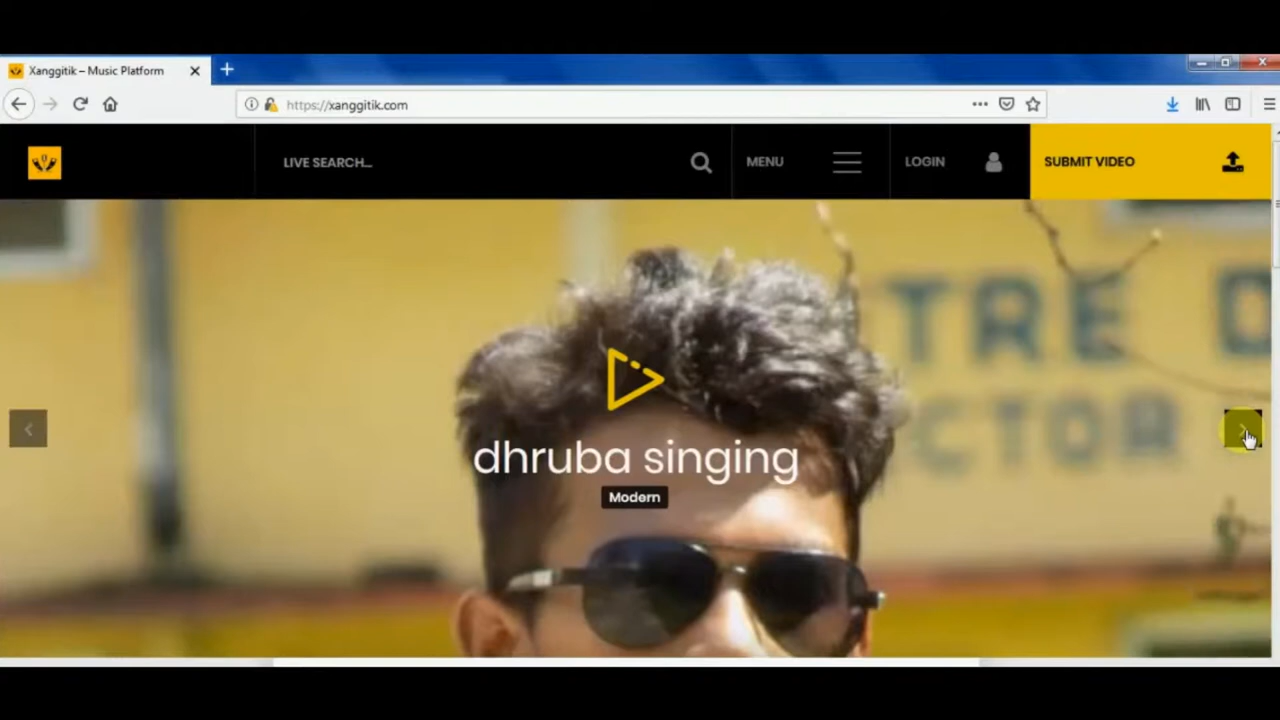 Xanggitik – Music Platform
https://xanggitik.com
LIVE SEARCH...
MENU
LOGIN
SUBMIT VIDEO
TRE D
CTOR
dhruba singing
Modern